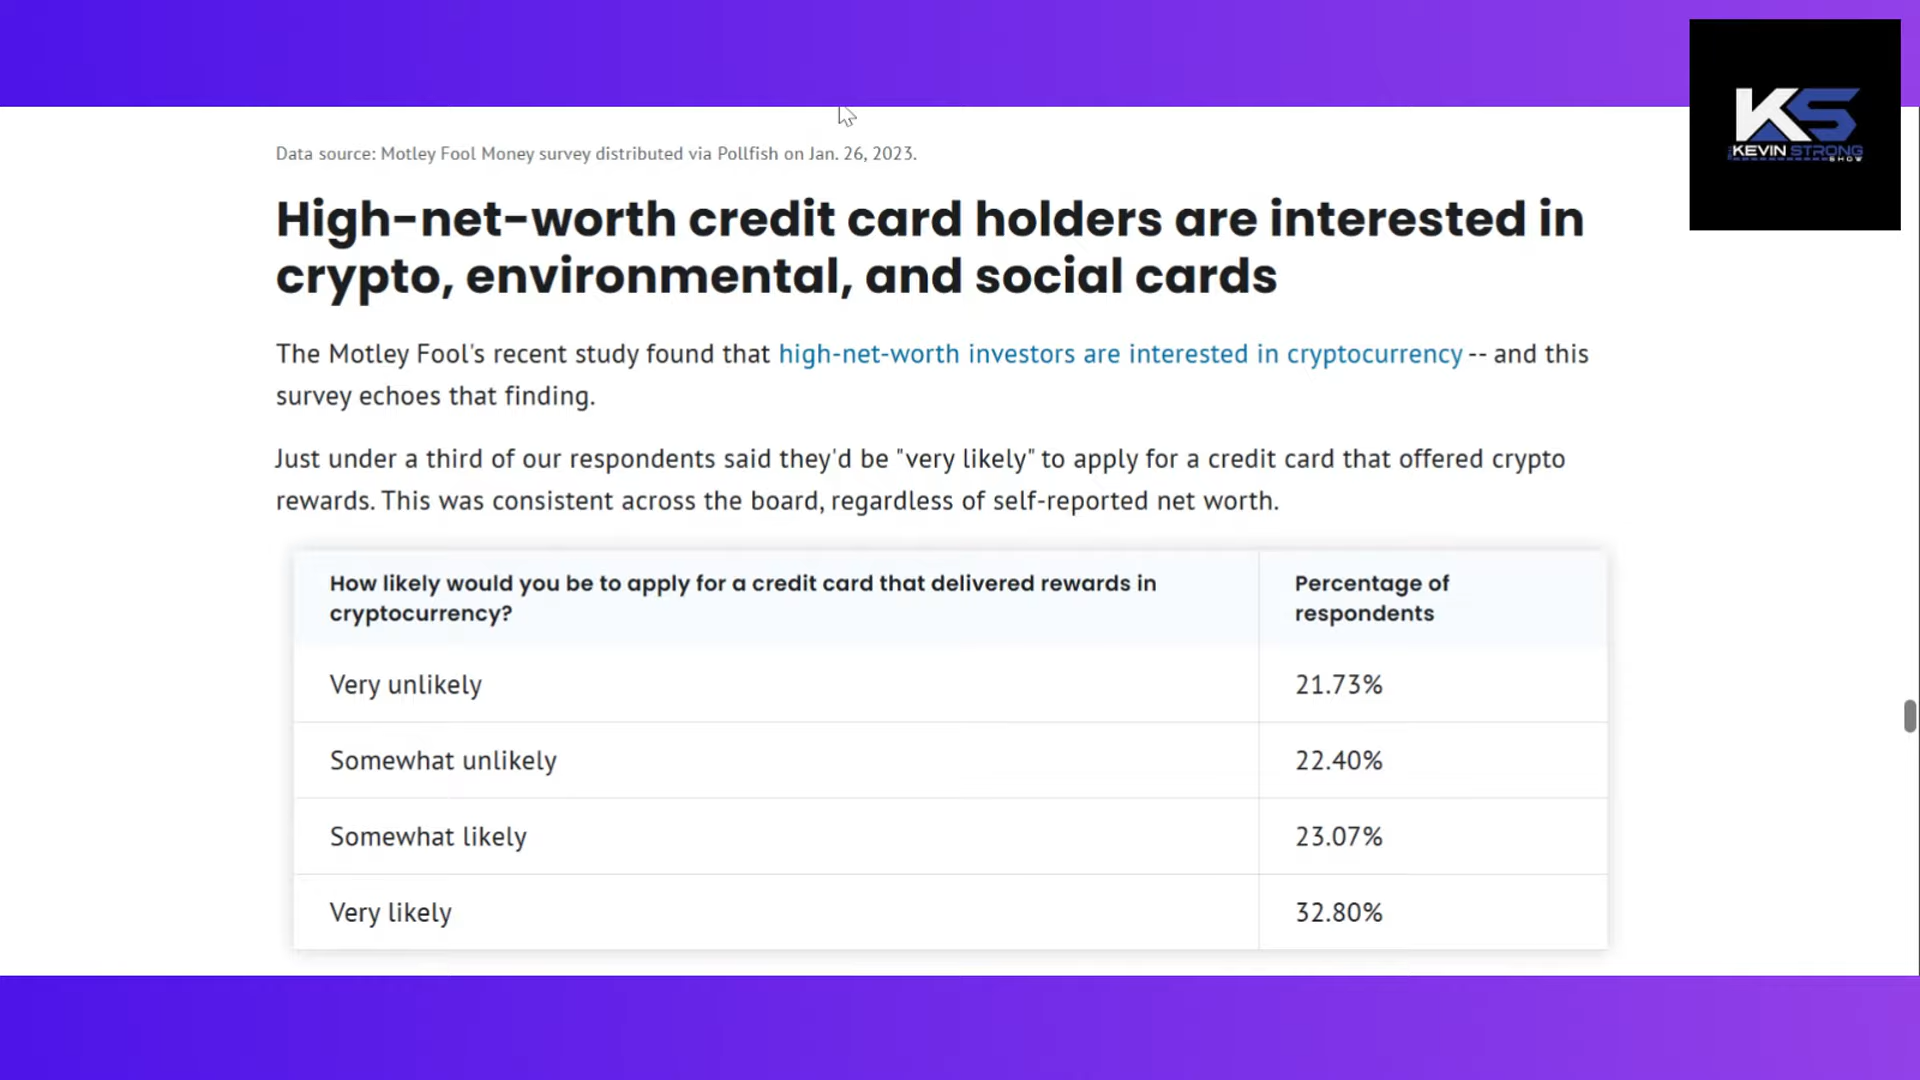 KS
KEVIN STRONG
SHOW
Data source: Motley Fool Money survey distributed via Pollfish on Jan. 26, 2023.
High-net-worth credit card holders are interested in
crypto, environmental, and social cards
The Motley Fool's recent study found that high-net-worth investors are interested in cryptocurrency -- and this
survey echoes that finding.
Just under a third of our respondents said they'd be "very likely" to apply for a credit card that offered crypto
rewards. This was consistent across the board, regardless of self-reported net worth.
How likely would you be to apply for a credit card that delivered rewards in
cryptocurrency?
Percentage of
respondents
Very unlikely 21.73%
Somewhat unlikely 22.40%
Somewhat likely 23.07%
Very likely 32.80%